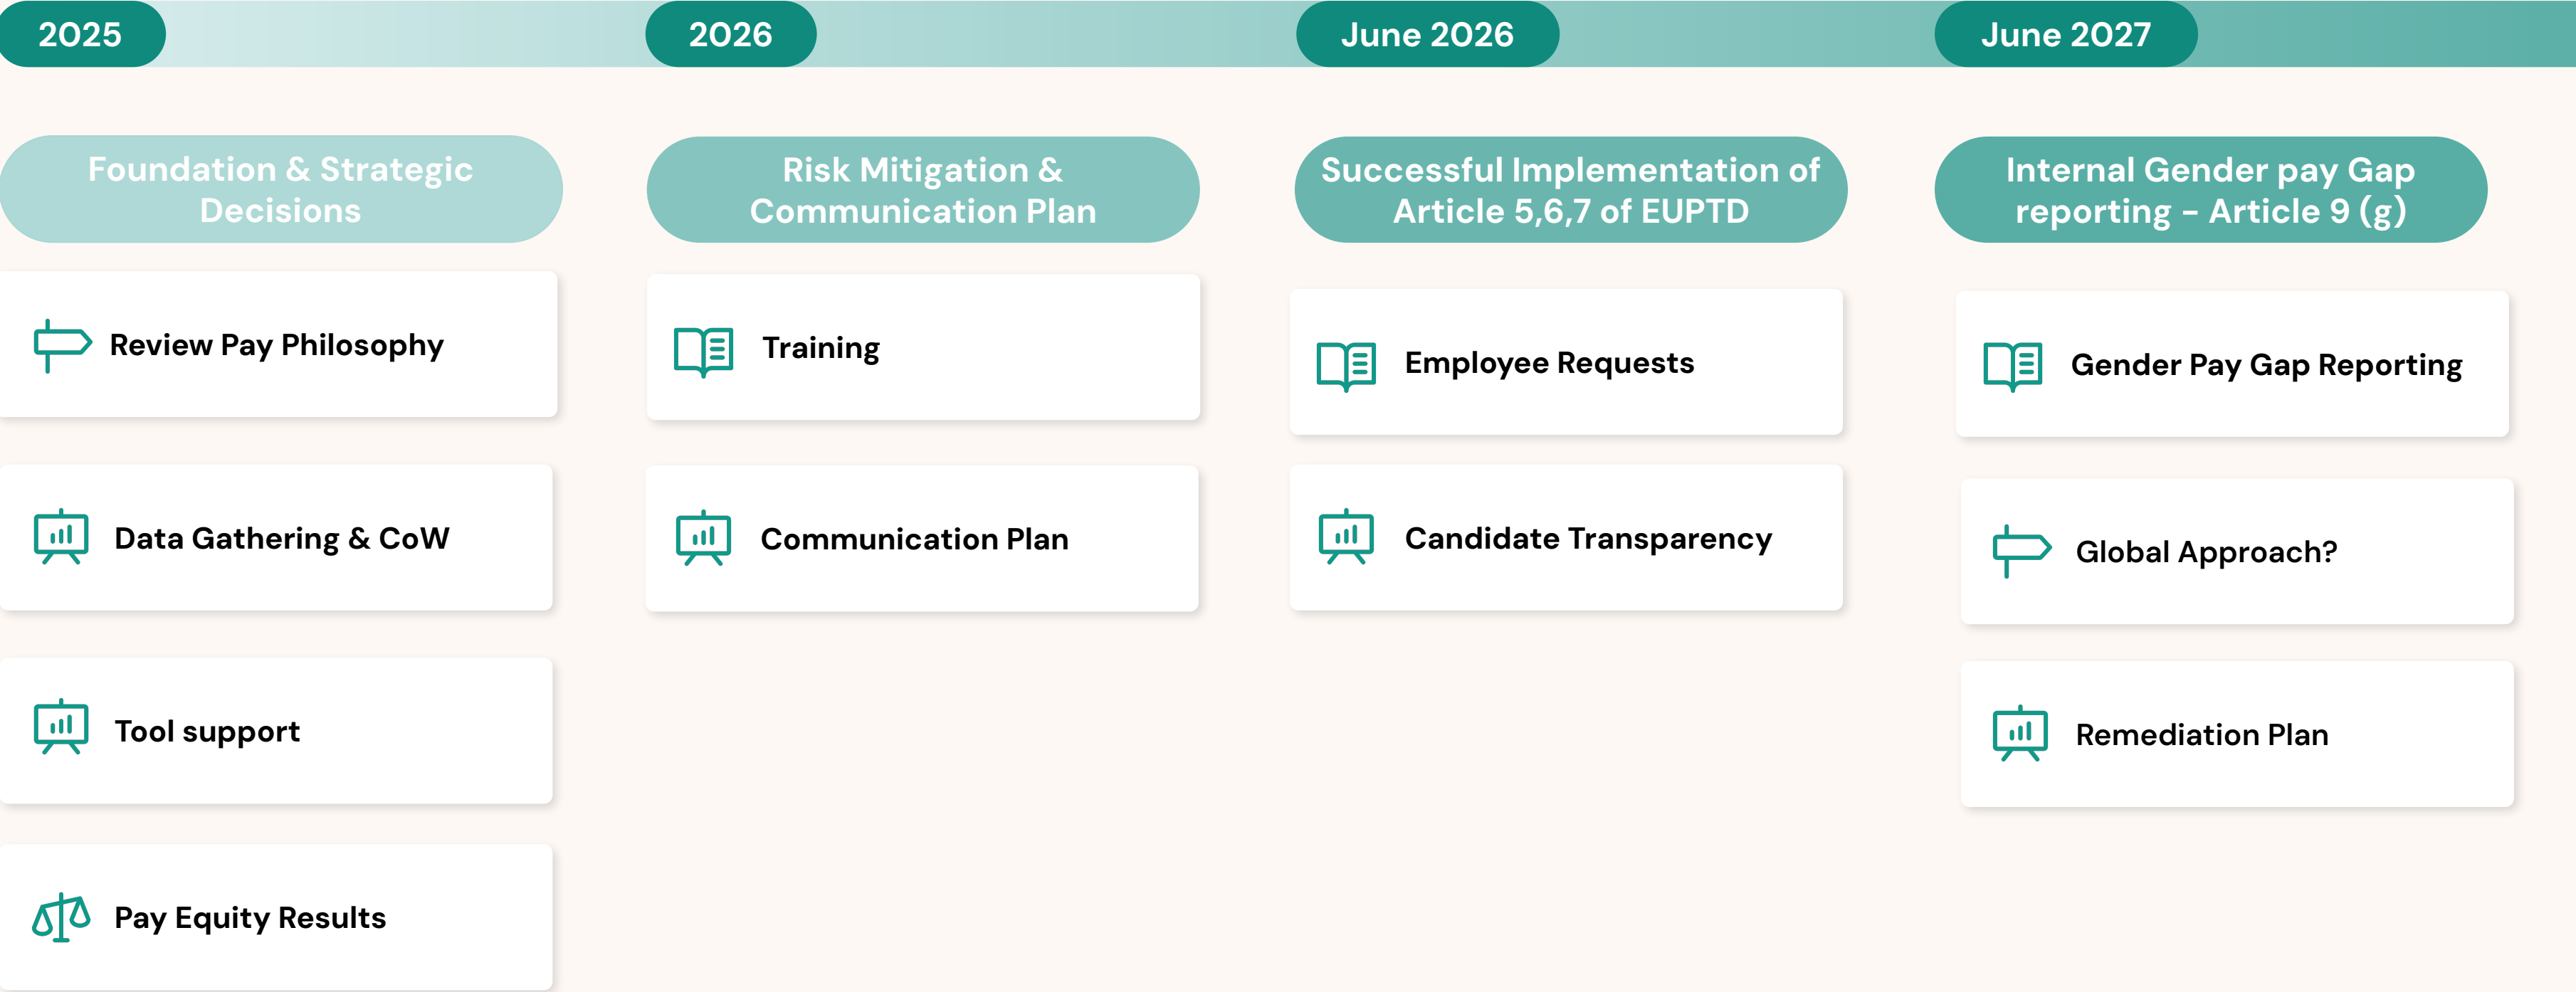 2025
2026
June 2026
June 2027
Foundation & Strategic
Decisions
Risk Mitigation &
Communication Plan
Successful Implementation of
Article 5,6,7 of EUPTD
Internal Gender pay Gap
reporting - Article 9 (g)
Review Pay Philosophy
Data Gathering & CoW
Tool support
Pay Equity Results
Training
Communication Plan
Employee Requests
Candidate Transparency
Gender Pay Gap Reporting
Global Approach?
Remediation Plan